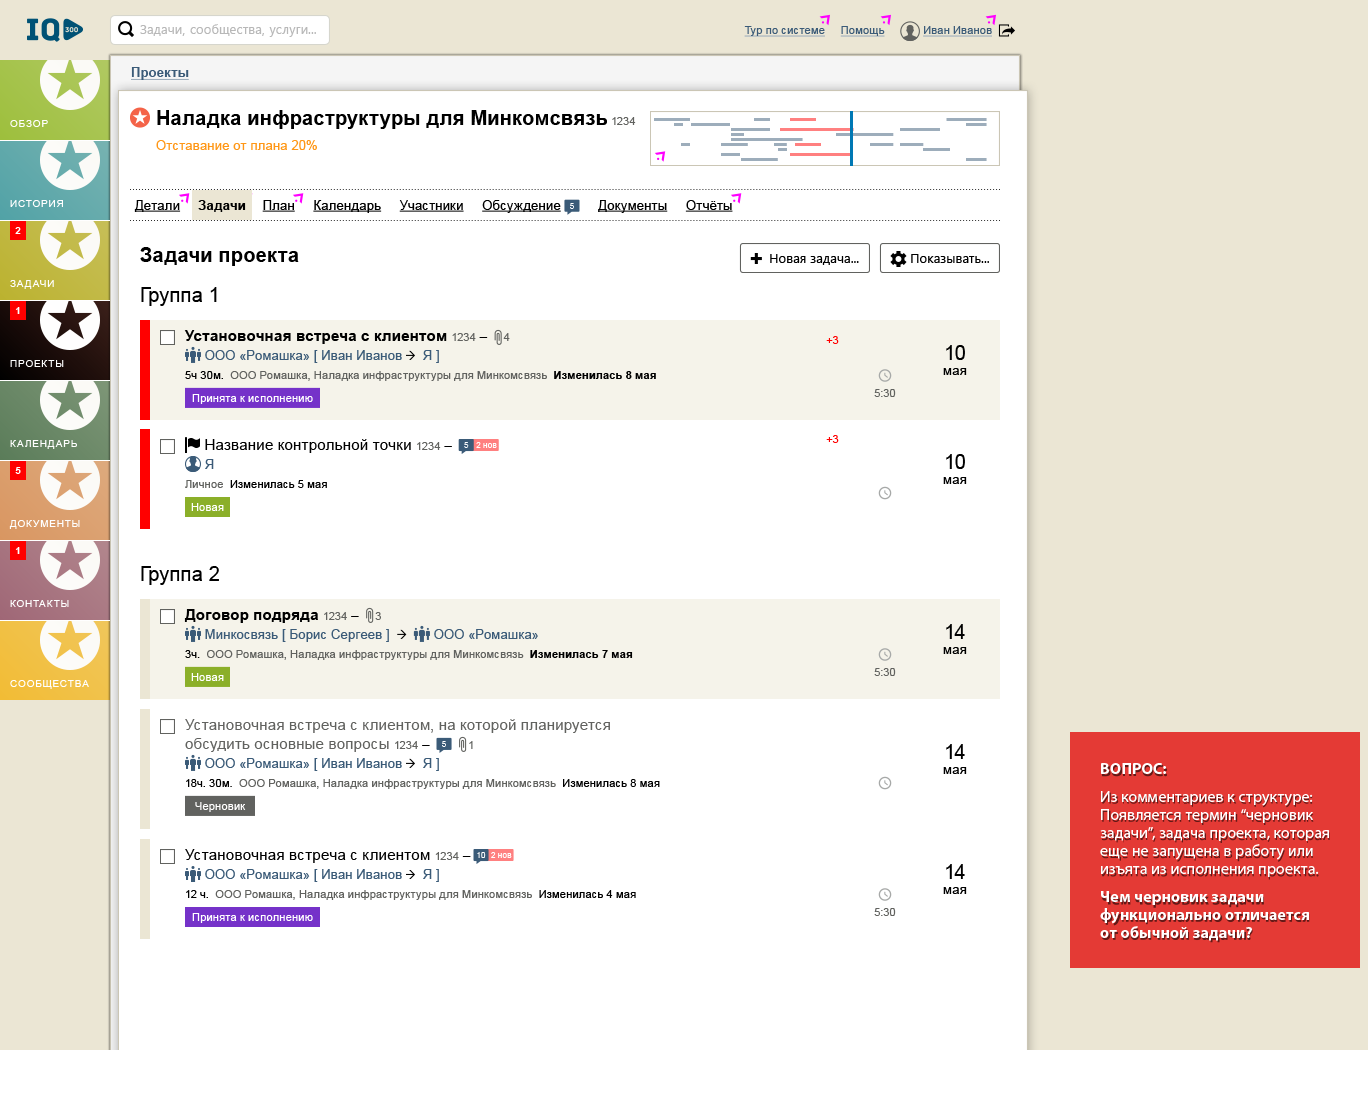 IQ 300
Задачи, сообщества, услуги...
Тур по системе Помощь Иван Иванов
Проекты
ОБЗОР
ИСТОРИЯ
2
ЗАДАЧИ
1
ПРОЕКТЫ
КАЛЕНДАРЬ
5
ДОКУМЕНТЫ
1
КОНТАКТЫ
СООБЩЕСТВА
Наладка инфраструктуры для Минкомсвязь 1234
Отставание от плана 20%
Детали Задачи План Календарь Участники Обсуждение 5 Документы Отчёты
Задачи проекта
Новая задача... Показывать...
Группа 1
Установочная встреча с клиентом 1234 – 4
+3
ООО «Ромашка» [ Иван Иванов → Я ]
5ч 30м. ООО Ромашка, Наладка инфраструктуры для Минкомсвязь Изменилась 8 мая
Принята к исполнению
5:30
10
мая
Название контрольной точки 1234 – 5 2 нов
+3
Я
Личное Изменилась 5 мая
Новая
10
мая
Группа 2
Договор подряда 1234 – 3
Минкосвязь [ Борис Сергеев ] → ООО «Ромашка»
3ч. ООО Ромашка, Наладка инфраструктуры для Минкомсвязь Изменилась 7 мая
Новая
5:30
14
мая
Установочная встреча с клиентом, на которой планируется
обсудить основные вопросы 1234 – 5 1
ООО «Ромашка» [ Иван Иванов → Я ]
18ч. 30м. ООО Ромашка, Наладка инфраструктуры для Минкомсвязь Изменилась 8 мая
Черновик
14
мая
Установочная встреча с клиентом 1234 – 10 2 нов
ООО «Ромашка» [ Иван Иванов → Я ]
12 ч. ООО Ромашка, Наладка инфраструктуры для Минкомсвязь Изменилась 4 мая
Принята к исполнению
5:30
14
мая
ВОПРОС:
Из комментариев к структуре:
Появляется термин “черновик
задачи”, задача проекта, которая
еще не запущена в работу или
изъята из исполнения проекта.
Чем черновик задачи
функционально отличается
от обычной задачи?